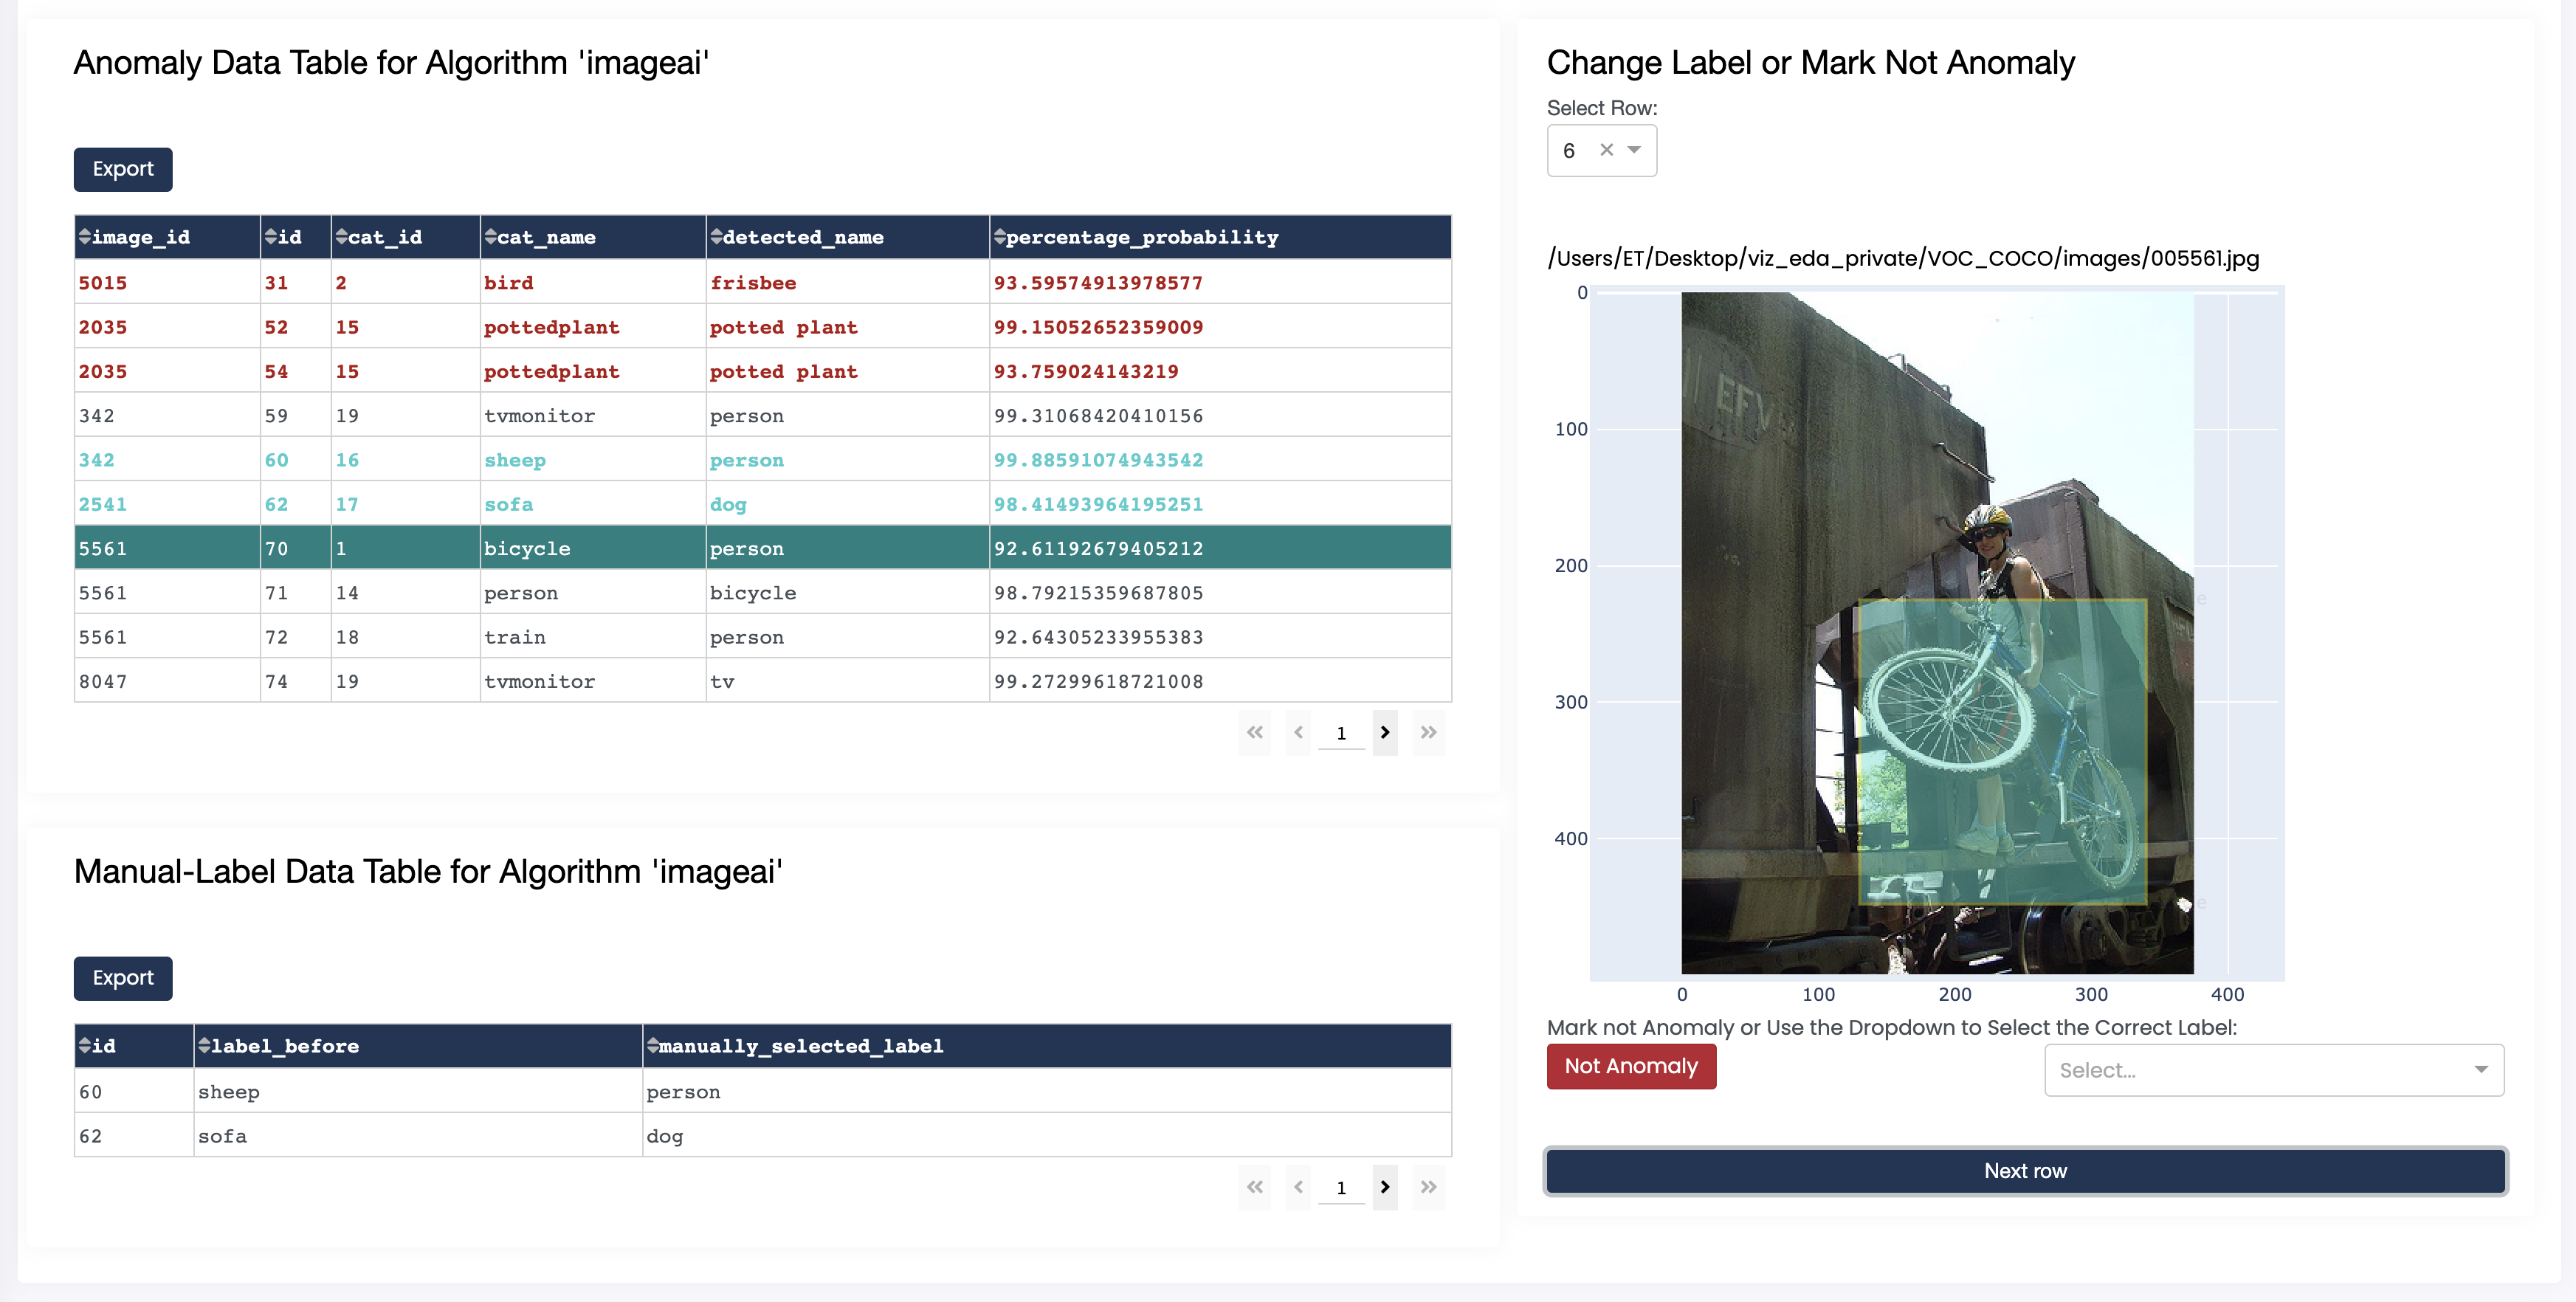 Anomaly Data Table for Algorithm 'imageai'
Export
image_id id cat_id cat_name detected_name percentage_probability
5015 31 2 bird frisbee 93.59574913978577
2035 52 15 pottedplant potted plant 99.15052652359009
2035 54 15 pottedplant potted plant 93.759024143219
342 59 19 tvmonitor person 99.31068420410156
342 60 16 sheep person 99.88591074943542
2541 62 17 sofa dog 98.41493964195251
5561 70 1 bicycle person 92.61192679405212
5561 71 14 person bicycle 98.79215359687805
5561 72 18 train person 92.64305233955383
8047 74 19 tvmonitor tv 99.27299618721008
1
Manual-Label Data Table for Algorithm 'imageai'
Export
id label_before manually_selected_label
60 sheep person
62 sofa dog
1
Change Label or Mark Not Anomaly
Select Row:
6
/Users/ET/Desktop/viz_eda_private/VOC_COCO/images/005561.jpg
0
100
200
300
400
0 100 200 300 400
Mark not Anomaly or Use the Dropdown to Select the Correct Label:
Not Anomaly
Select...
Next row